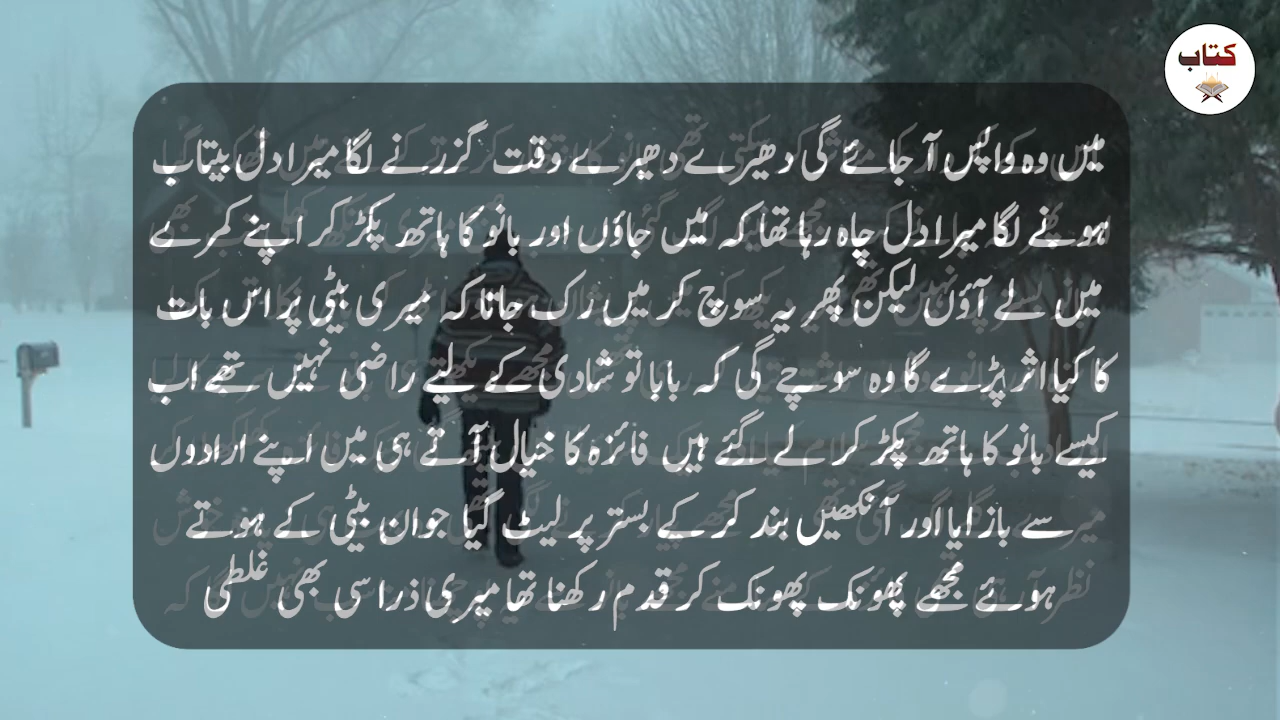 کتاب
میں وہ واپس آ جائے گی دھیرے دھیرے وقت گزرنے لگا میرا دل بیتاب
ہونے لگا میرا دل چاہ رہا تھا کہ میں جاؤں اور بانو کا ہاتھ پکڑ کر اپنے کمرے
میں لے آؤں لیکن پھر یہ سوچ کر میں رک جاتا کہ میری بیٹی پر اس بات
کا کیا اثر پڑے گا وہ سوچے گی کہ بابا تو شادی کے لیے راضی نہیں تھے اب
کیسے بانو کا ہاتھ پکڑ کر لے گئے ہیں فائزہ کا خیال آتے ہی میں اپنے ارادوں
سے باز آیا اور آنکھیں بند کر کے بستر پر لیٹ گیا جوان بیٹی کے ہوتے
ہوئے مجھے پھونک پھونک کر قدم رکھنا تھا میری ذرا سی بھی غلطی